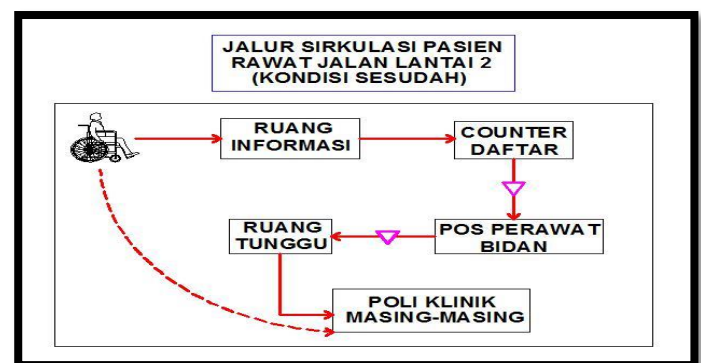 JALUR SIRKULASI PASIEN
RAWAT JALAN LANTAI 2
(KONDISI SESUDAH)
RUANG
INFORMASI
COUNTER
DAFTAR
POS PERAWAT
BIDAN
RUANG
TUNGGU
POLI KLINIK
MASING-MASING